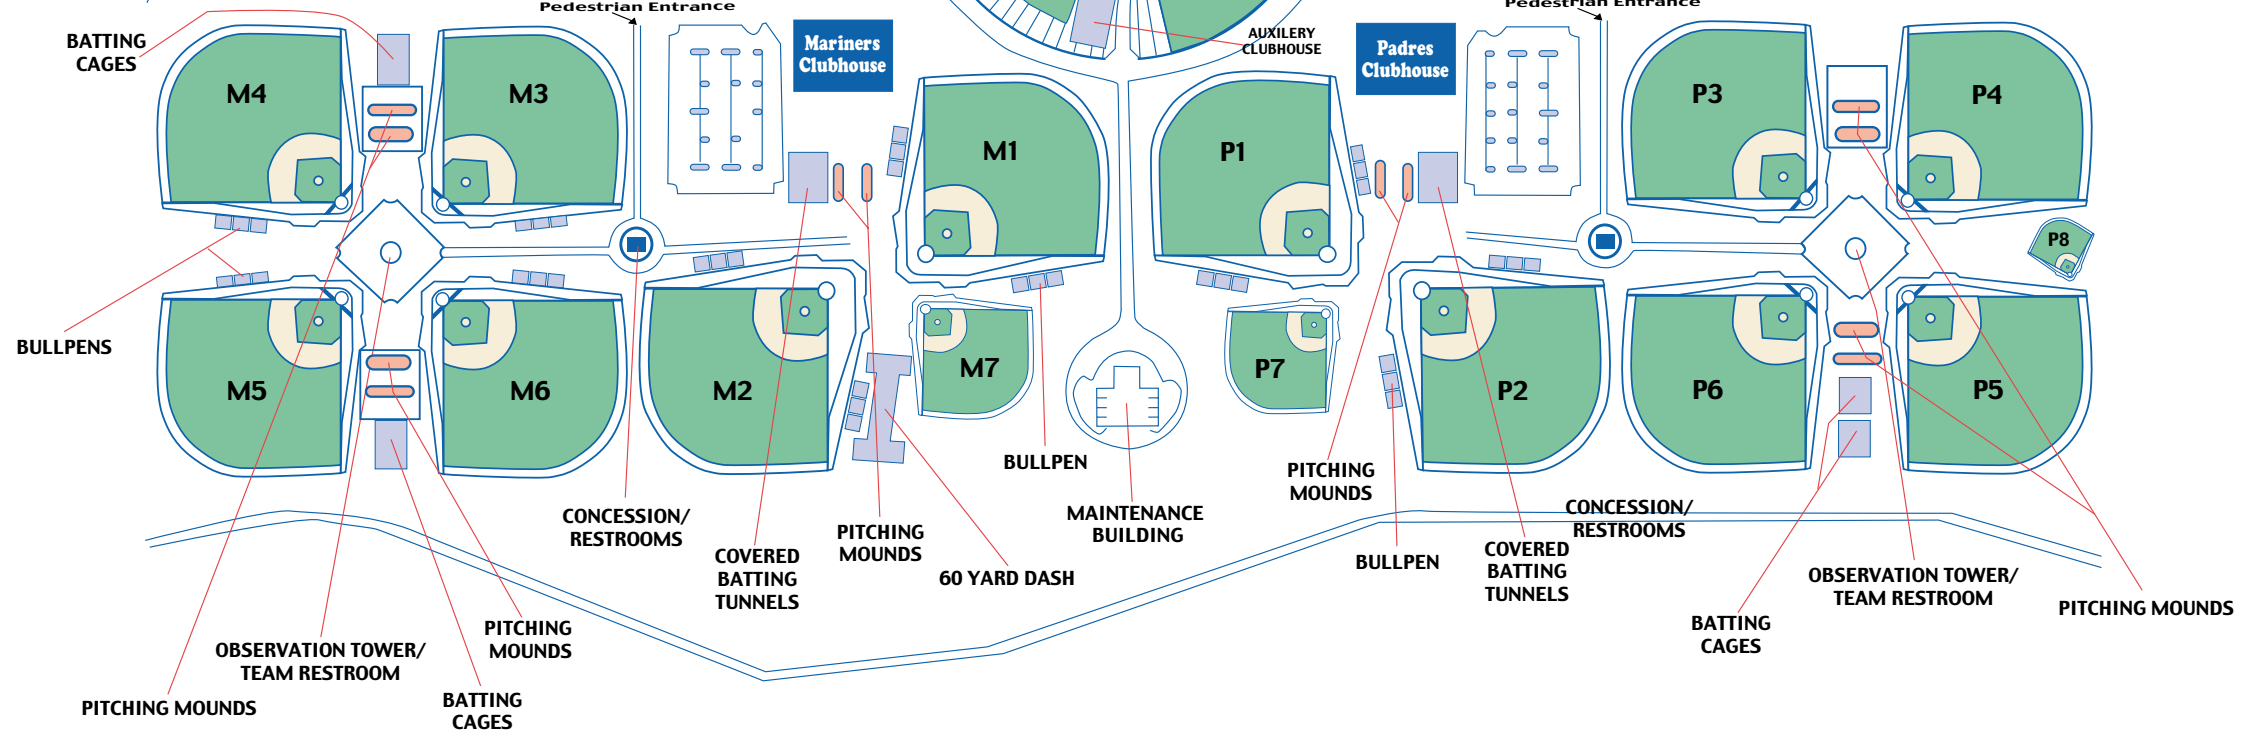 Pedestrian Entrance
Pedestrian Entrance
BATTING
CAGES
Mariners
Clubhouse
AUXILERY
CLUBHOUSE
Padres
Clubhouse
M4
M3
M1
P1
P3
P4
P8
BULLPENS
M5
M6
M2
M7
P7
P2
P6
P5
BULLPEN
PITCHING
MOUNDS
CONCESSION/
RESTROOMS
MAINTENANCE
BUILDING
CONCESSION/
RESTROOMS
PITCHING
MOUNDS
COVERED
BATTING
TUNNELS
60 YARD DASH
BULLPEN
COVERED
BATTING
TUNNELS
OBSERVATION TOWER/
TEAM RESTROOM
PITCHING MOUNDS
PITCHING
MOUNDS
BATTING
CAGES
OBSERVATION TOWER/
TEAM RESTROOM
PITCHING MOUNDS
BATTING
CAGES